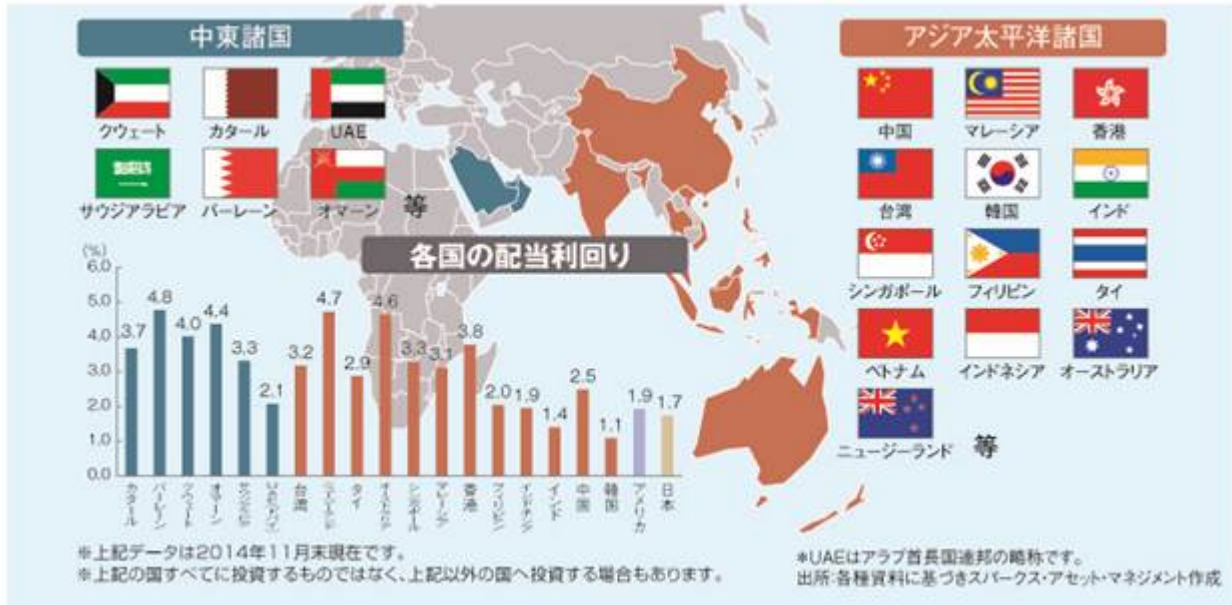 中東諸国
クウェート
カタール
UAE
サウジアラビア
バーレーン
オマーン
等
アジア太平洋諸国
中国
マレーシア
香港
台湾
韓国
インド
シンガポール
フィリピン
タイ
ベトナム
インドネシア
オーストラリア
ニュージーランド
等
各国の配当利回り
(%)
6.0
5.0
4.0
3.0
2.0
1.0
0.0
3.7
4.8
4.0
4.4
3.3
2.1
3.2
4.7
2.9
4.6
3.3
3.1
3.8
2.0
1.9
1.4
2.5
1.1
1.9
1.7
カタール
バーレーン
クウェート
オマーン
サウジアラビア
台湾
ニュージーランド
タイ
オーストラリア
シンガポール
マレーシア
香港
フィリピン
インドネシア
インド
中国
韓国
アメリカ
日本
※上記データは2014年11月末現在です。
※上記の国すべてに投資するものではなく、上記以外の国へ投資する場合もあります。
*UAEはアラブ首長国連邦の略称です。
出所:各種資料に基づきスパークス・アセット・マネジメント作成